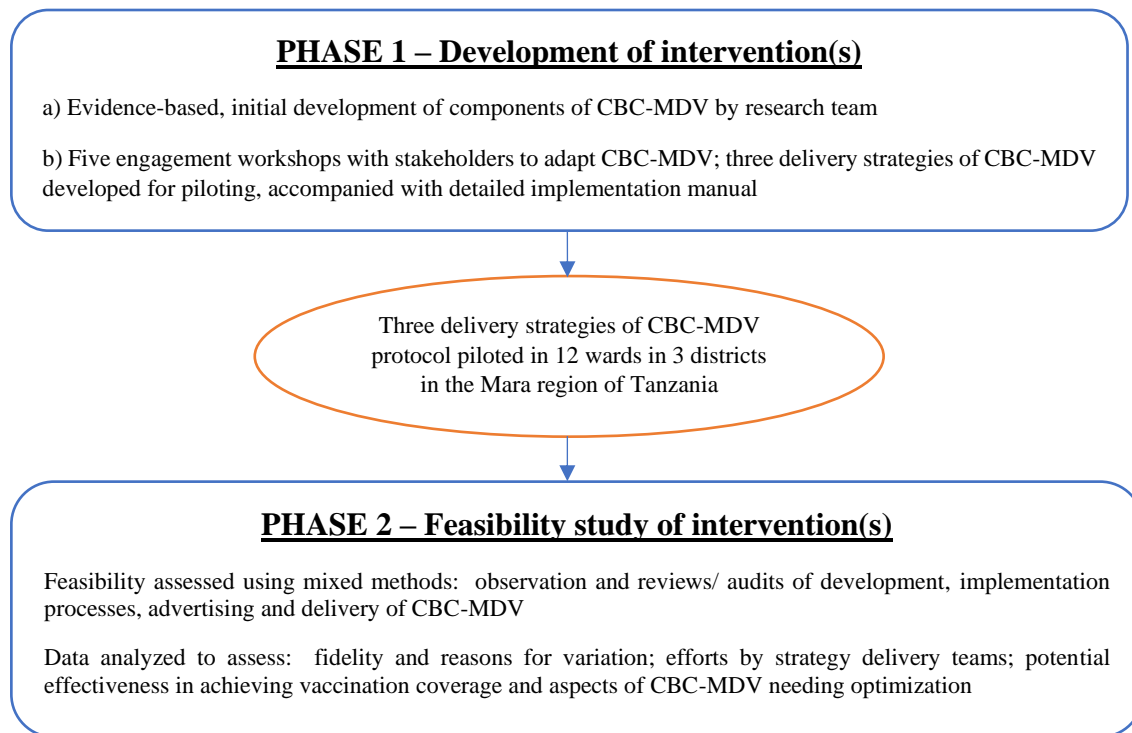 PHASE 1 – Development of intervention(s)
a) Evidence-based, initial development of components of CBC-MDV by research team
b) Five engagement workshops with stakeholders to adapt CBC-MDV; three delivery strategies of CBC-MDV
developed for piloting, accompanied with detailed implementation manual
Three delivery strategies of CBC-MDV
protocol piloted in 12 wards in 3 districts
in the Mara region of Tanzania
PHASE 2 – Feasibility study of intervention(s)
Feasibility assessed using mixed methods: observation and reviews/ audits of development, implementation
processes, advertising and delivery of CBC-MDV
Data analyzed to assess: fidelity and reasons for variation; efforts by strategy delivery teams; potential
effectiveness in achieving vaccination coverage and aspects of CBC-MDV needing optimization